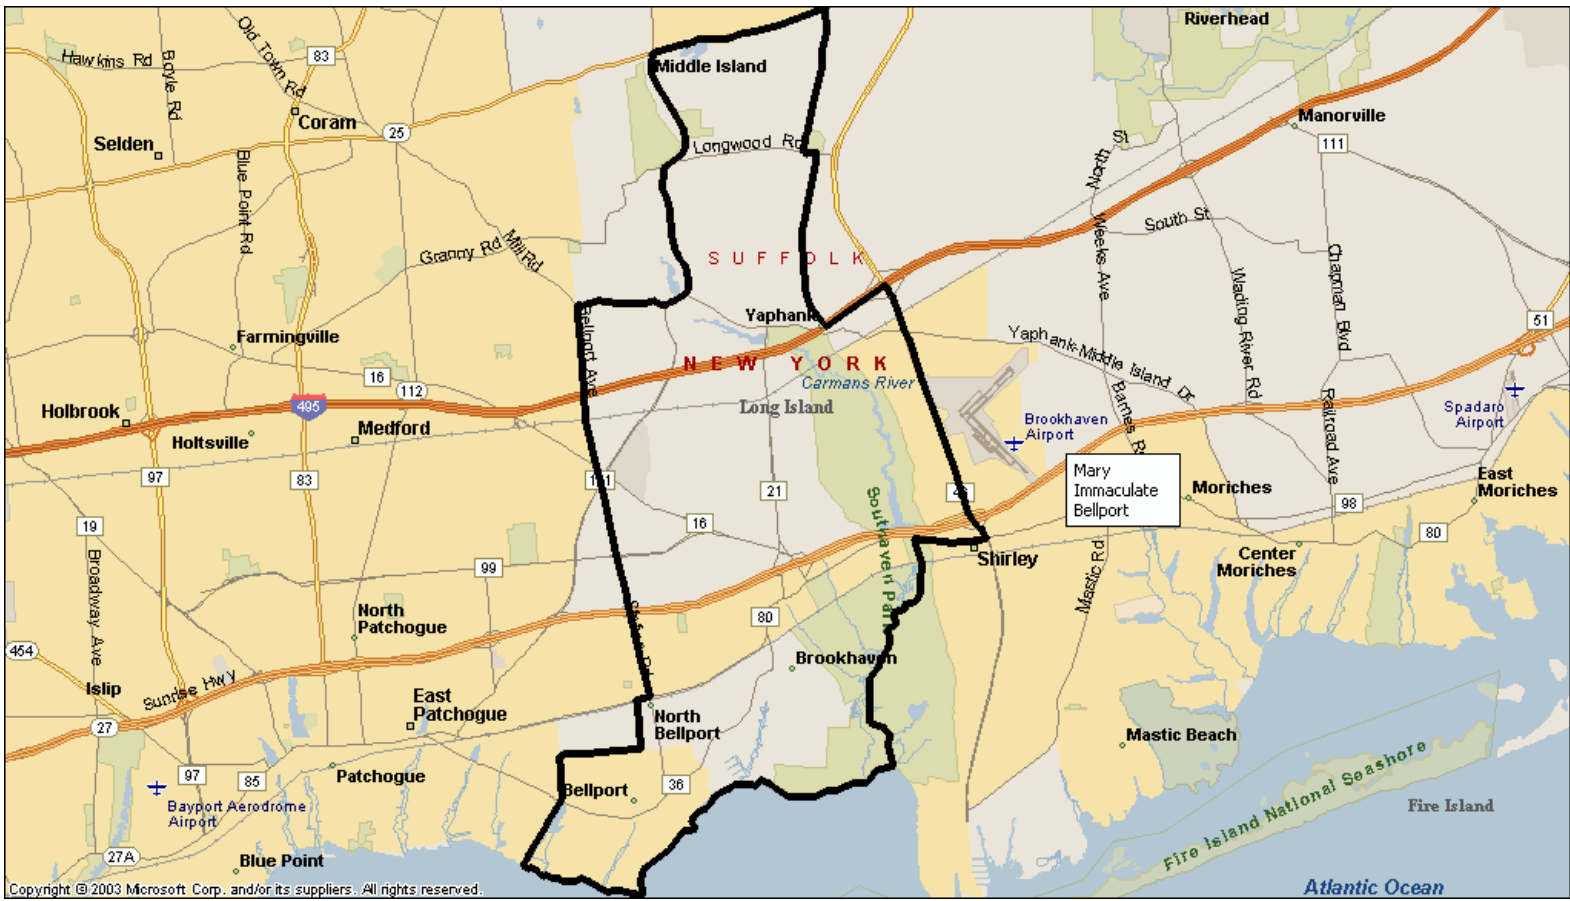 Riverhead
Hawkins Rd
Boyle Rd
Old Town Rd
83
Middle Island
Coram
25
Selden
Longwood Rd
Manorville
111
North St
Blue Point Rd
Granny Rd
Mill Rd
SUFFOLK
South St
Weeks Ave
Wading River Rd
Chapman Blvd
Yaphank
Bellport Ave
Farmingville
51
Yaphank-Middle Island Dr
NEW YORK
Carmans River
16
112
495
Long Island
Holbrook
Holtsville
Medford
Brookhaven
Airport
Barnes Rd
Railroad Ave
Spadaro
Airport
Mary
Immaculate
Bellport
97
83
101
21
46
Moriches
98
East
Moriches
19
16
80
Southaven Park
Shirley
Center
Moriches
99
Broadway Ave
Mastic Rd
North
Patchogue
80
454
Brookhaven
Islip
Sunrise Hwy
East
Patchogue
27
North
Bellport
Mastic Beach
97
85
Patchogue
Bellport
36
Bayport Aerodrome
Airport
Fire Island National Seashore
Fire Island
27A
Blue Point
Copyright © 2003 Microsoft Corp. and/or its suppliers. All rights reserved.
Atlantic Ocean